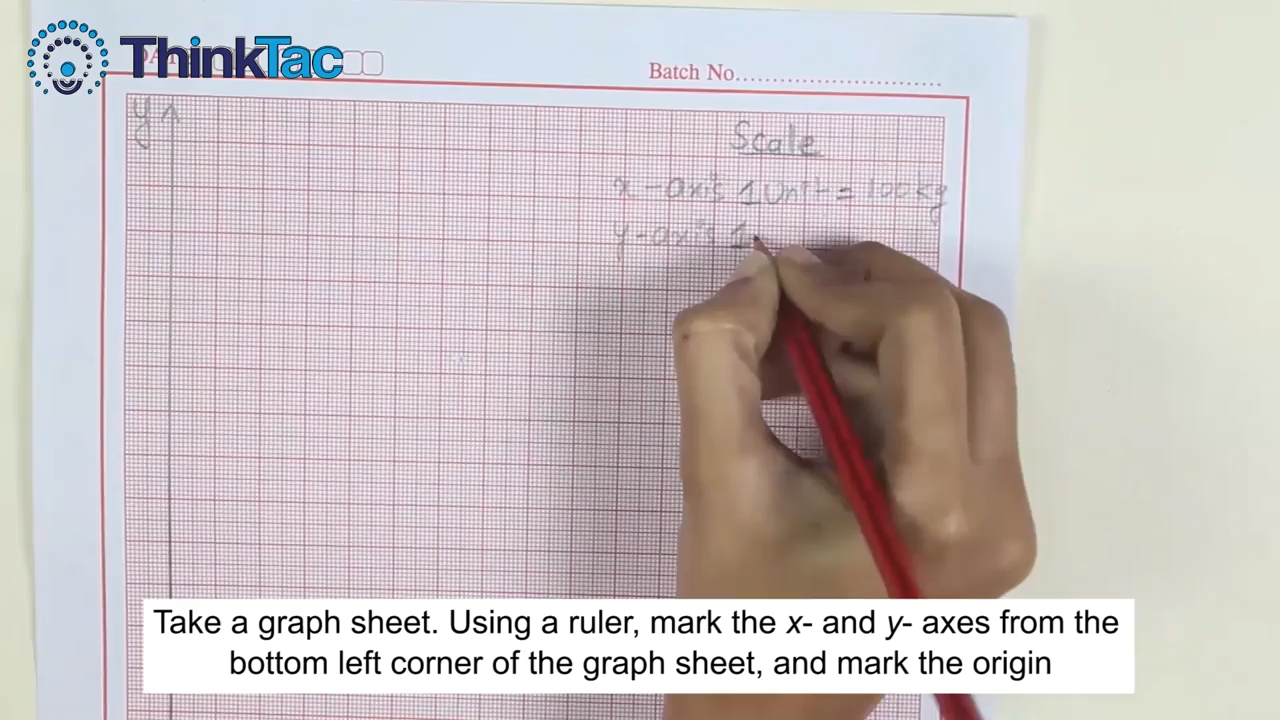 ThinkTac
Batch No.
y
Scale
x-axis 1 Unit = 100 kg
y-axis 1
Take a graph sheet. Using a ruler, mark the x- and y- axes from the
bottom left corner of the graph sheet, and mark the origin